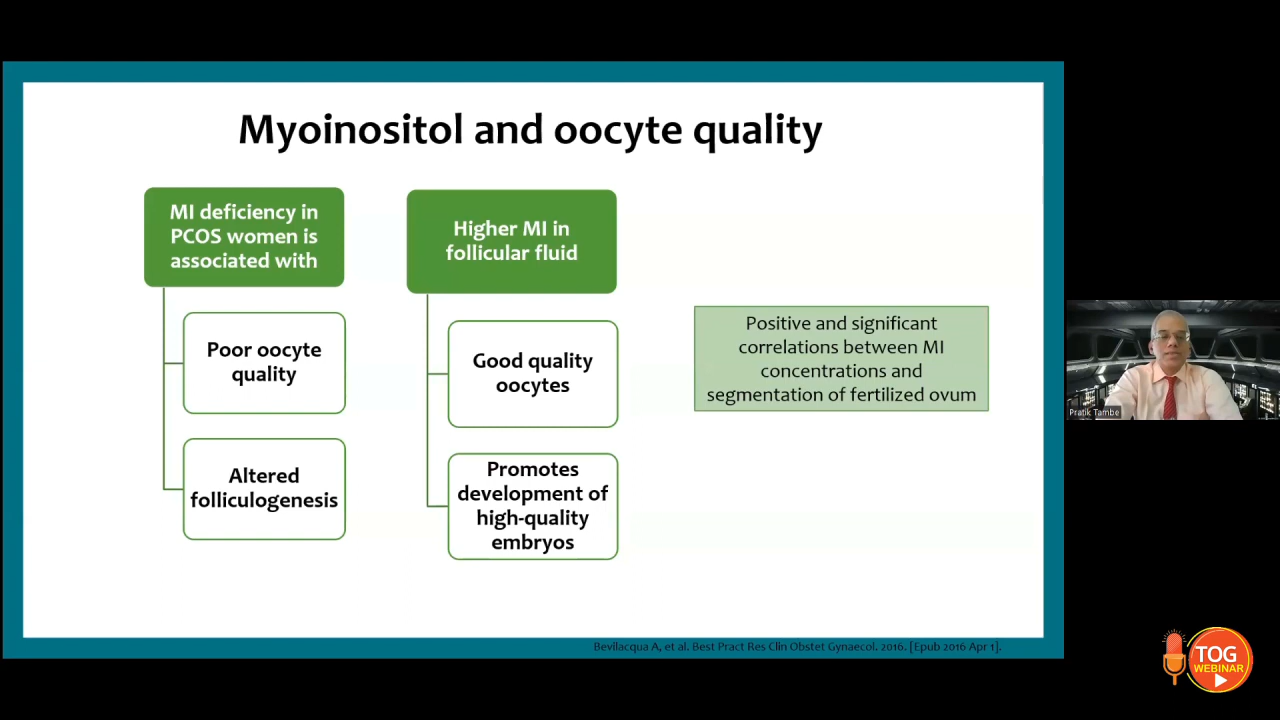 Myoinositol and oocyte quality
MI deficiency in
PCOS women is
associated with
Poor oocyte
quality
Altered
folliculogenesis
Higher MI in
follicular fluid
Good quality
oocytes
Promotes
development of
high-quality
embryos
Positive and significant
correlations between MI
concentrations and
segmentation of fertilized ovum
Bevilacqua A, et al. Best Pract Res Clin Obstet Gynaecol. 2016. [Epub 2016 Apr 1].
Pratik Tambe
TOG
WEBINAR